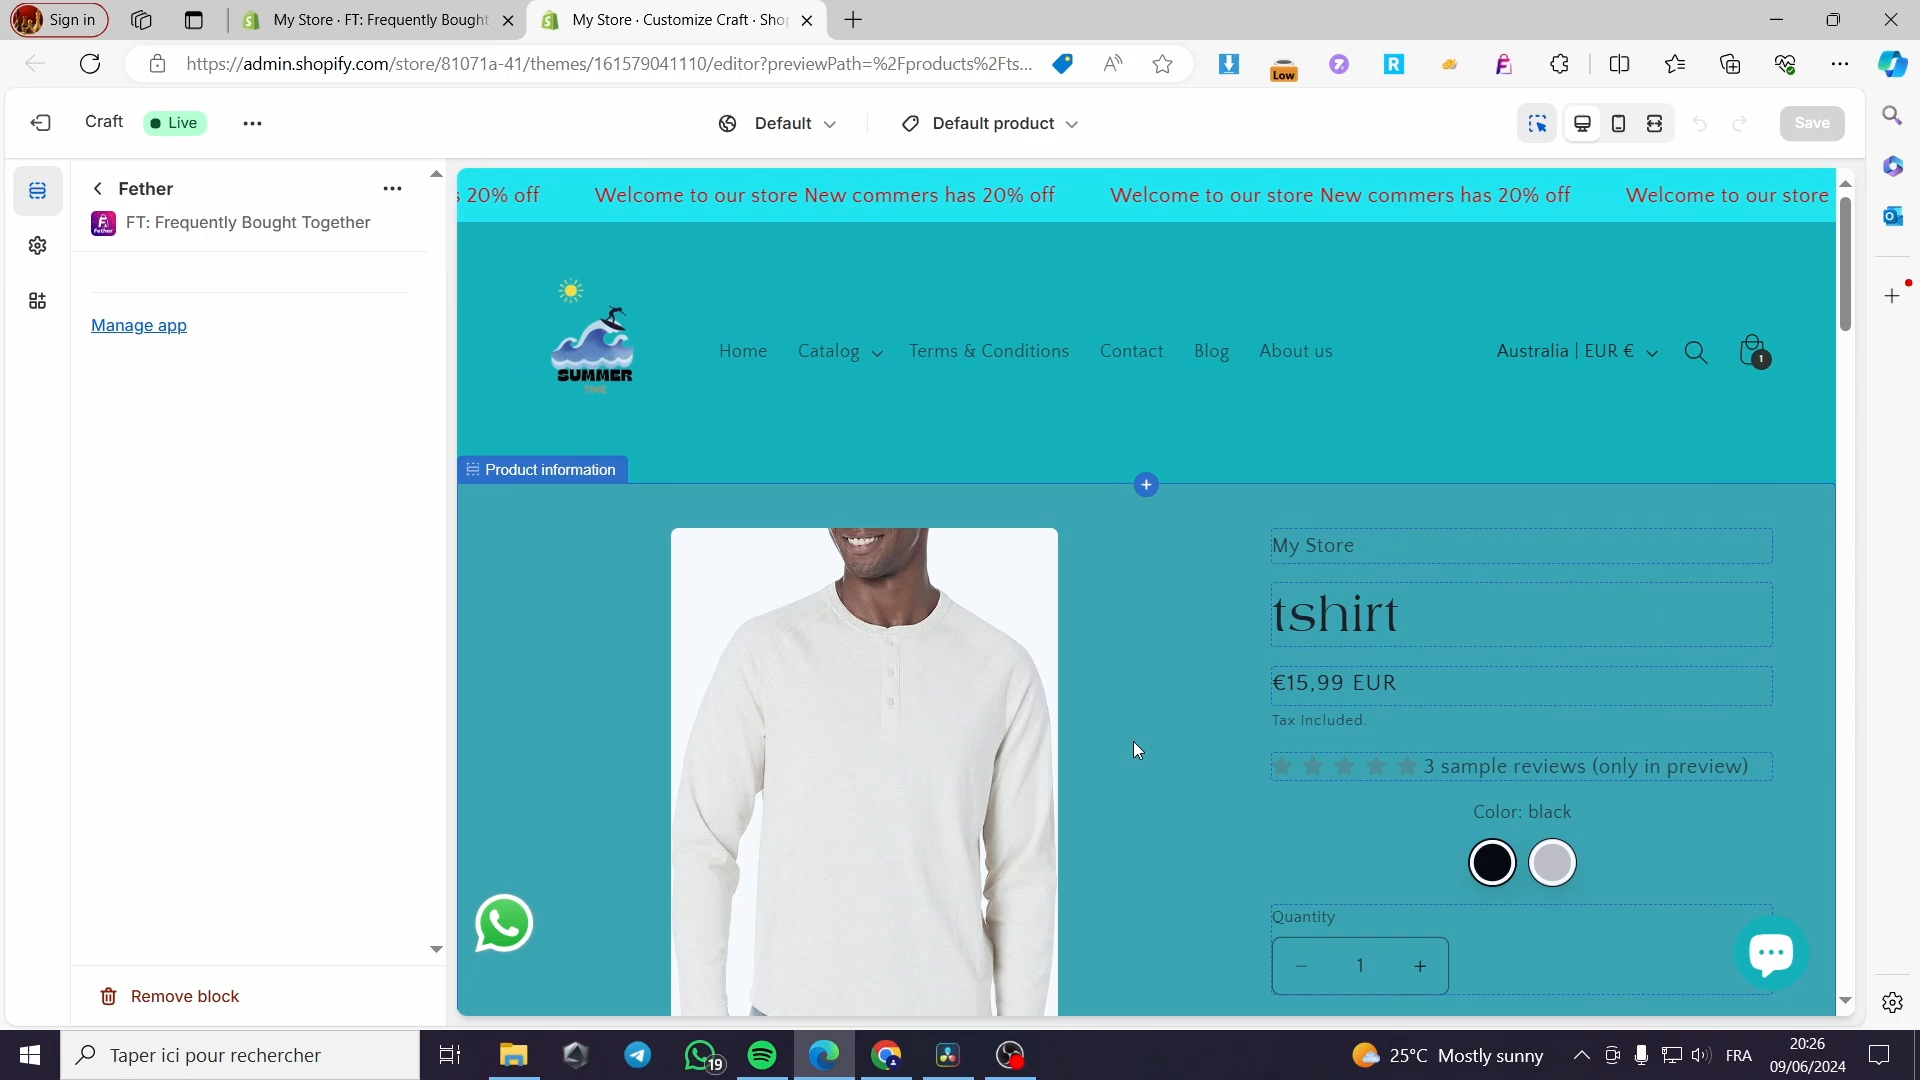 Sign in
My Store · FT: Frequently Bought
My Store · Customize Craft · Shop
https://admin.shopify.com/store/81071a-41/themes/161579041110/editor?previewPath=%2Fproducts%2Fts...
Low
Craft
Live
Default
Default product
Save
Fether
FT: Frequently Bought Together
Manage app
Remove block
s 20% off
Welcome to our store New commers has 20% off
Welcome to our store New commers has 20% off
Welcome to our store
SUMMER
TIME
Home
Catalog
Terms & Conditions
Contact
Blog
About us
Australia | EUR €
1
Product information
My Store
tshirt
€15,99 EUR
Tax included.
3 sample reviews (only in preview)
Color: black
Quantity
− 1 +
Taper ici pour rechercher
19
25°C Mostly sunny
FRA
20:26
09/06/2024